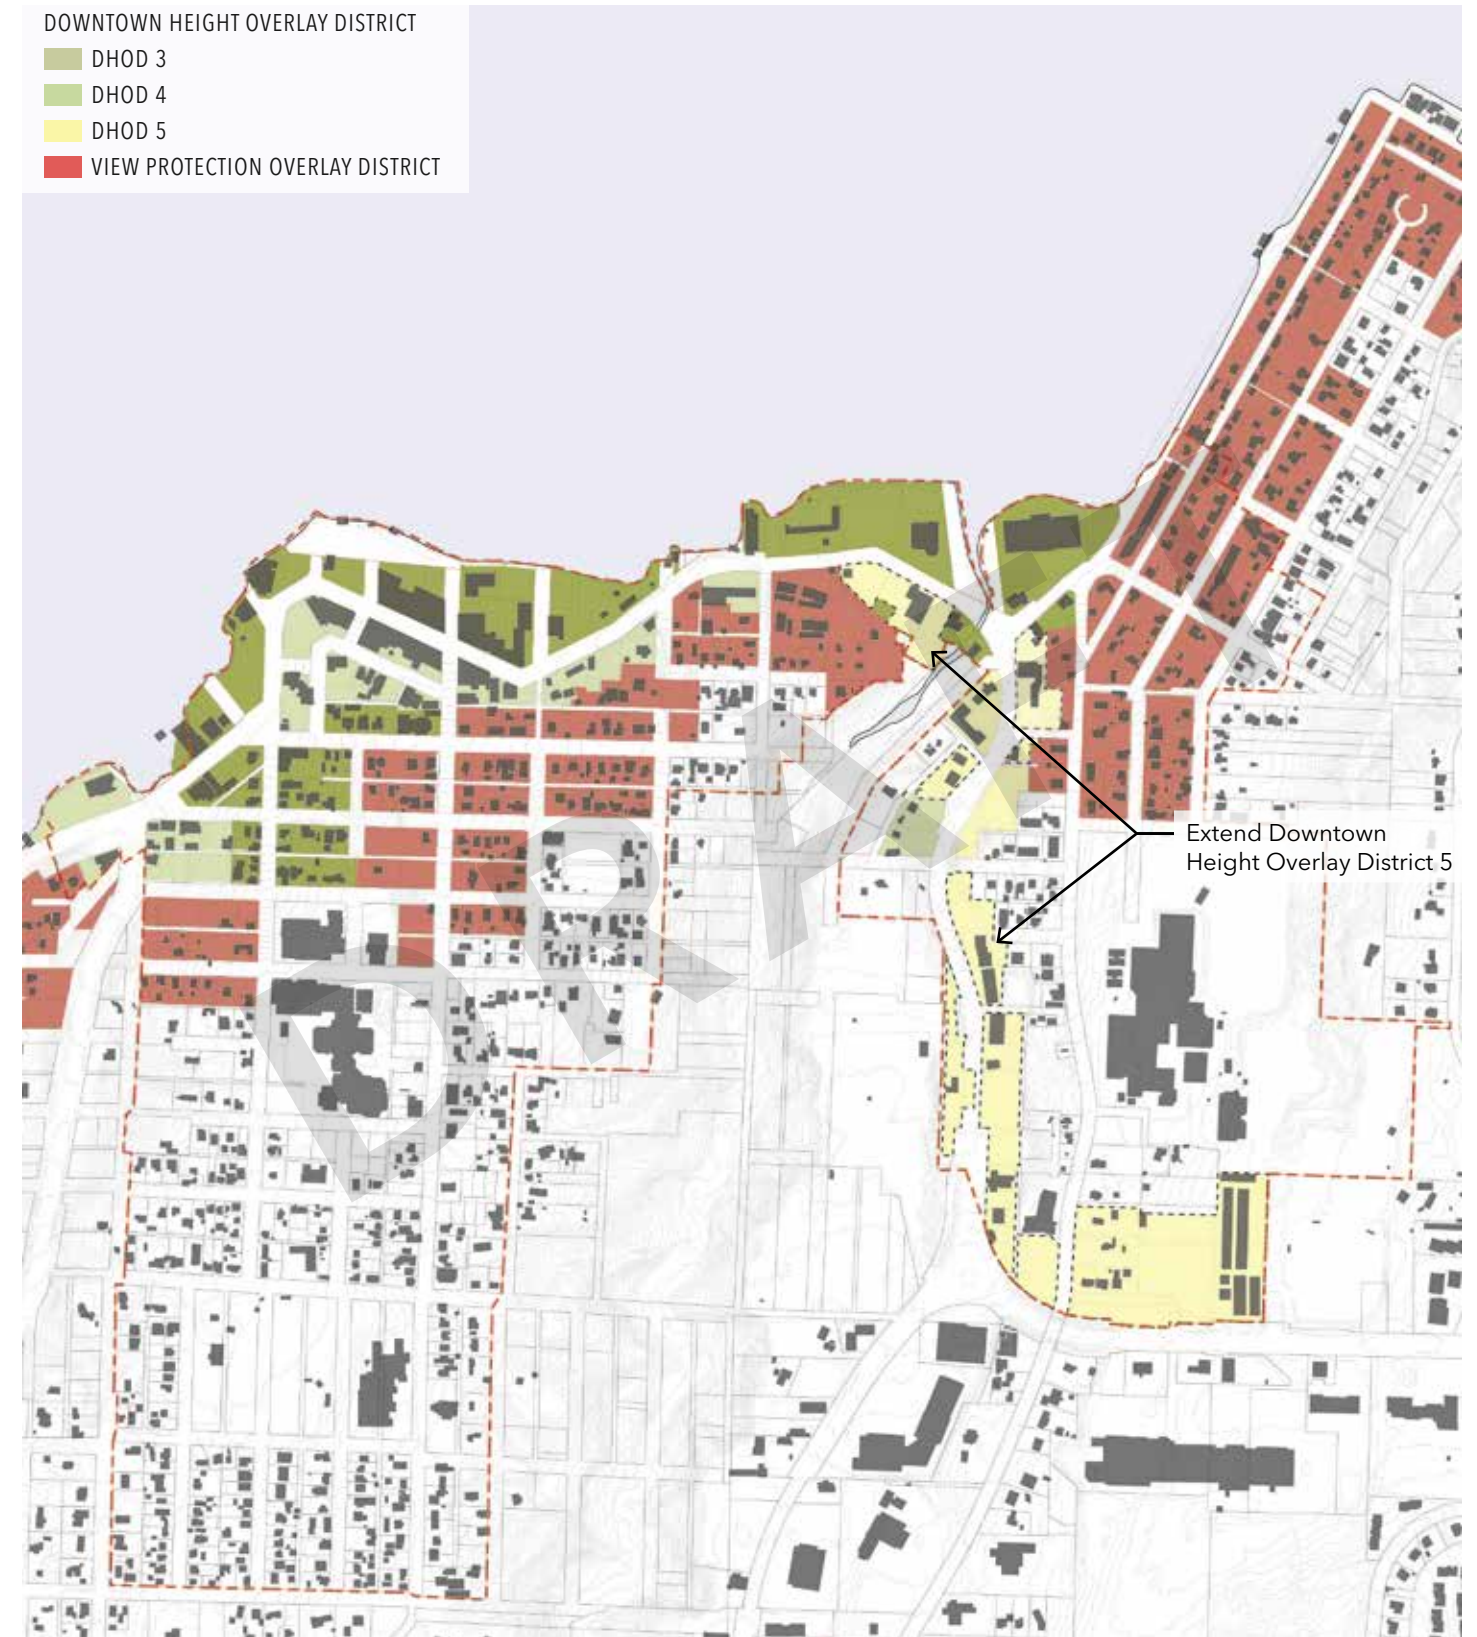 DOWNTOWN HEIGHT OVERLAY DISTRICT
DHOD 3
DHOD 4
DHOD 5
VIEW PROTECTION OVERLAY DISTRICT
Extend Downtown
Height Overlay District 5
DRAFT